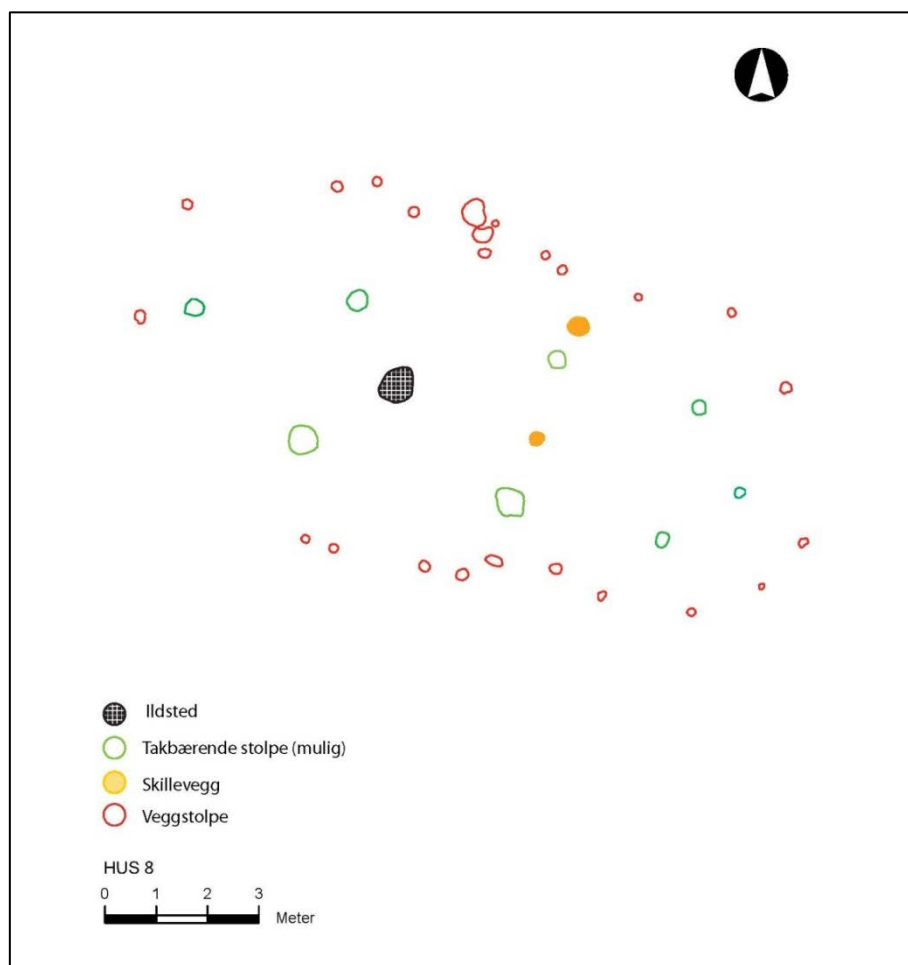 Ildsted
Takbærende stolpe (mulig)
Skillevegg
Veggstolpe
HUS 8
0 1 2 3
Meter